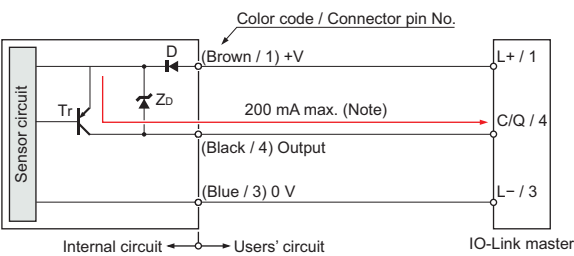 Color code / Connector pin No.
D
(Brown / 1) +V
L+ / 1
Sensor circuit
Tr
ZD
200 mA max. (Note)
C/Q / 4
(Black / 4) Output
(Blue / 3) 0 V
L− / 3
Internal circuit
Users' circuit
IO-Link master